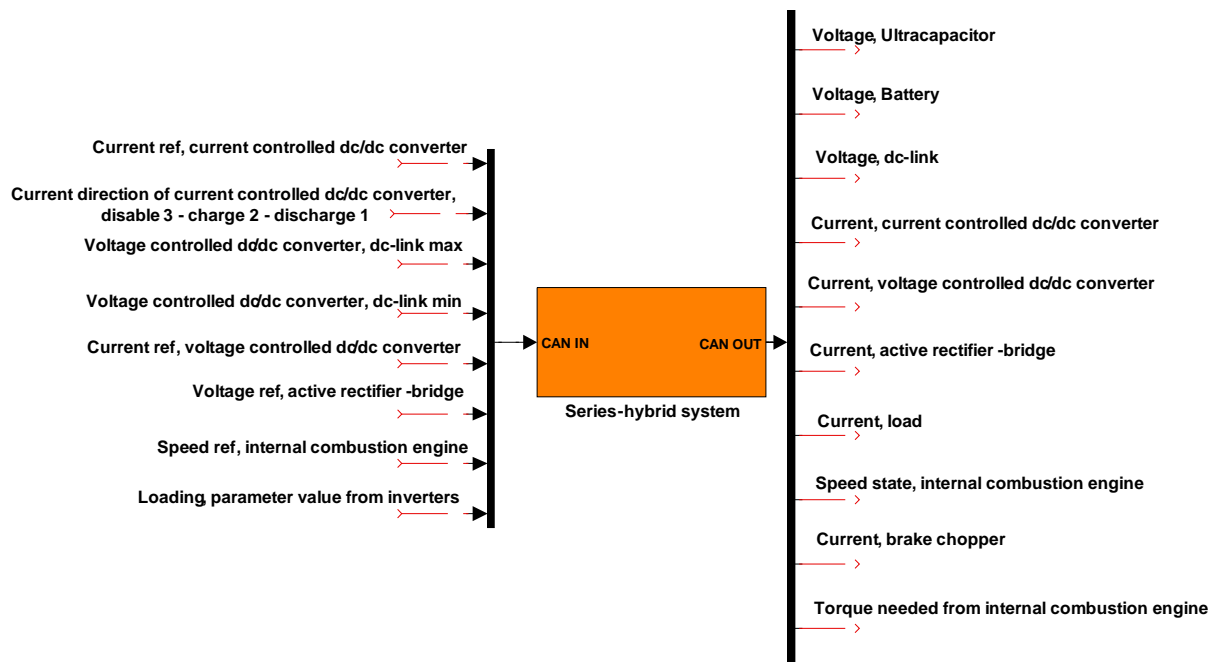 Current ref, current controlled dc/dc converter
Current direction of current controlled dc/dc converter,
disable 3 - charge 2 - discharge 1
Voltage controlled dc/dc converter, dc-link max
Voltage controlled dc/dc converter, dc-link min
Current ref, voltage controlled dc/dc converter
Voltage ref, active rectifier -bridge
Speed ref, internal combustion engine
Loading, parameter value from inverters
CAN IN
CAN OUT
Series-hybrid system
Voltage, Ultracapacitor
Voltage, Battery
Voltage, dc-link
Current, current controlled dc/dc converter
Current, voltage controlled dc/dc converter
Current, active rectifier -bridge
Current, load
Speed state, internal combustion engine
Current, brake chopper
Torque needed from internal combustion engine